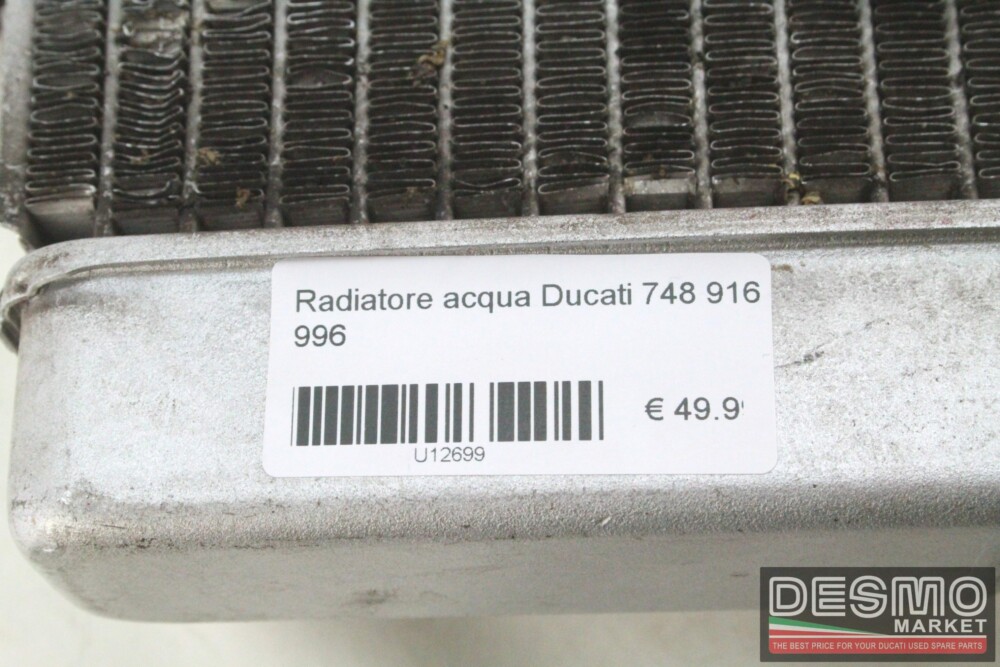 Radiatore acqua Ducati 748 916
996
€ 49.9
U12699
DESMO
MARKET
THE BEST PRICE FOR YOUR DUCATI USED SPARE PARTS